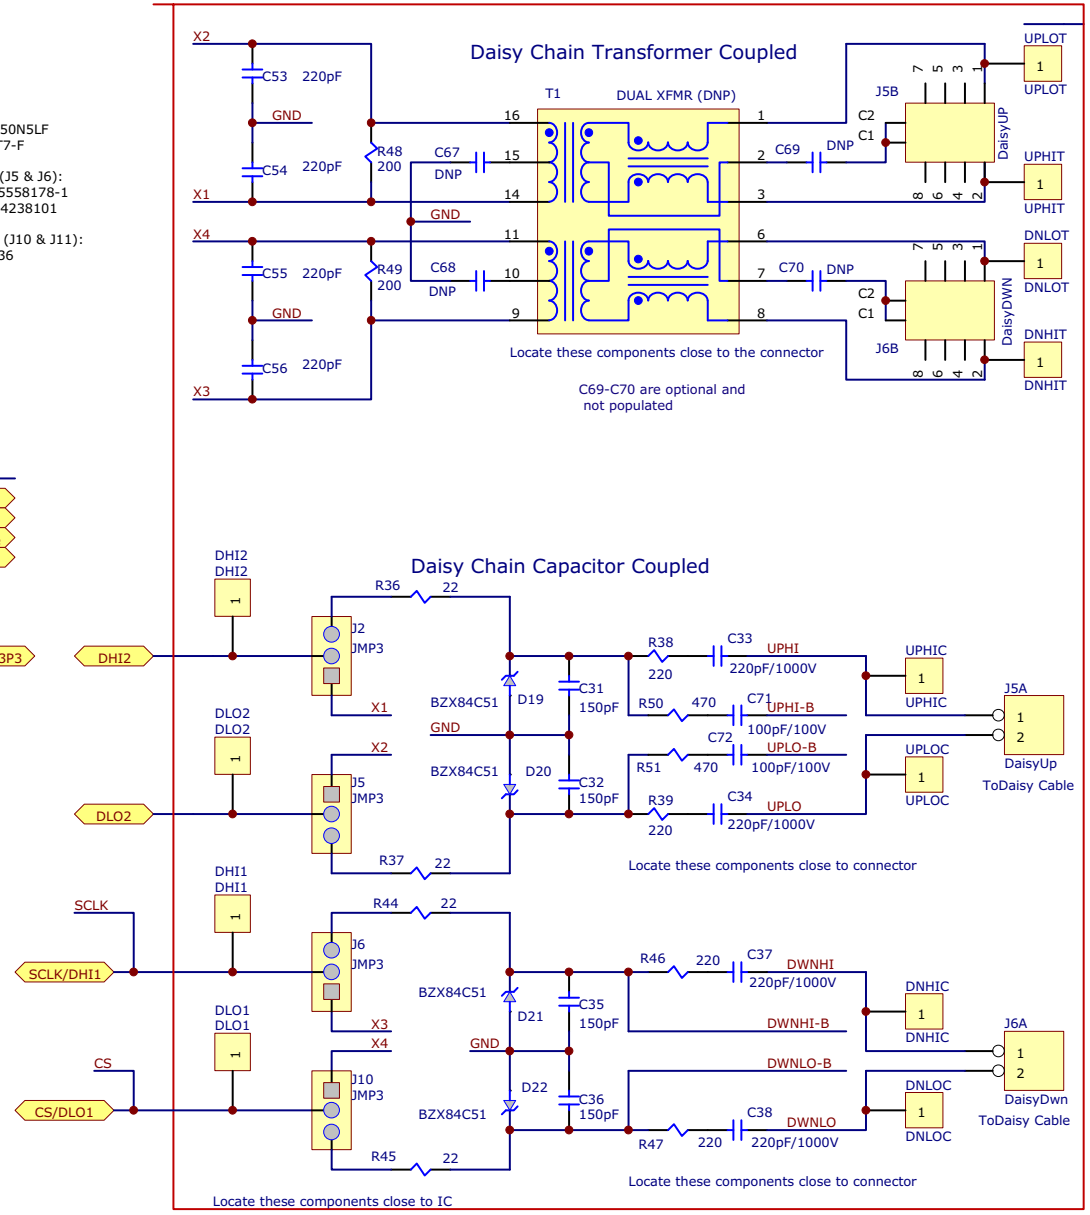 50N5LF
T7-F
(J5 & J6):
5558178-1
4238101
(J10 & J11):
36
3P3
Daisy Chain Transformer Coupled
X2
C53 220pF
GND
C54 220pF
X1
R48
200
C67
DNP
T1
DUAL XFMR (DNP)
16
15
14
1
2
3
C69
DNP
J5B
C2
C1
7 5 3 1
8 6 4 2
DaisyUP
UPLOT
1
UPLOT
UPHIT
1
UPHIT
GND
X4
C55 220pF
GND
C56 220pF
X3
R49
200
C68
DNP
11
10
9
6
7
8
C70
DNP
C2
C1
J6B
7 5 3 1
8 6 4 2
DaisyDWN
DNLOT
1
DNLOT
DNHIT
1
DNHIT
Locate these components close to the connector
C69-C70 are optional and
not populated
Daisy Chain Capacitor Coupled
DHI2
DHI2
1
DHI2
R36 22
J2
JMP3
X1
BZX84C51
D19
C31
150pF
R38
220
C33
220pF/1000V
UPHI
R50
470
C71
100pF/100V
UPHI-B
UPHIC
1
UPHIC
J5A
1
2
DaisyUp
ToDaisy Cable
DLO2
DLO2
1
DLO2
X2
J5
JMP3
R37 22
GND
BZX84C51
D20
C32
150pF
C72
R51
470
100pF/100V
UPLO-B
R39
220
C34
220pF/1000V
UPLO
UPLOC
1
UPLOC
Locate these components close to connector
DHI1
DHI1
1
SCLK
SCLK/DHI1
R44 22
J6
JMP3
X3
BZX84C51
D21
C35
150pF
R46
220
C37
220pF/1000V
DWNHI
DWNHI-B
DNHIC
1
DNHIC
J6A
1
2
DaisyDwn
ToDaisy Cable
DLO1
DLO1
1
CS
CS/DLO1
X4
J10
JMP3
R45 22
GND
D22
BZX84C51
C36
150pF
DWNLO-B
R47
220
C38
220pF/1000V
DWNLO
DNLOC
1
DNLOC
Locate these components close to connector
Locate these components close to IC